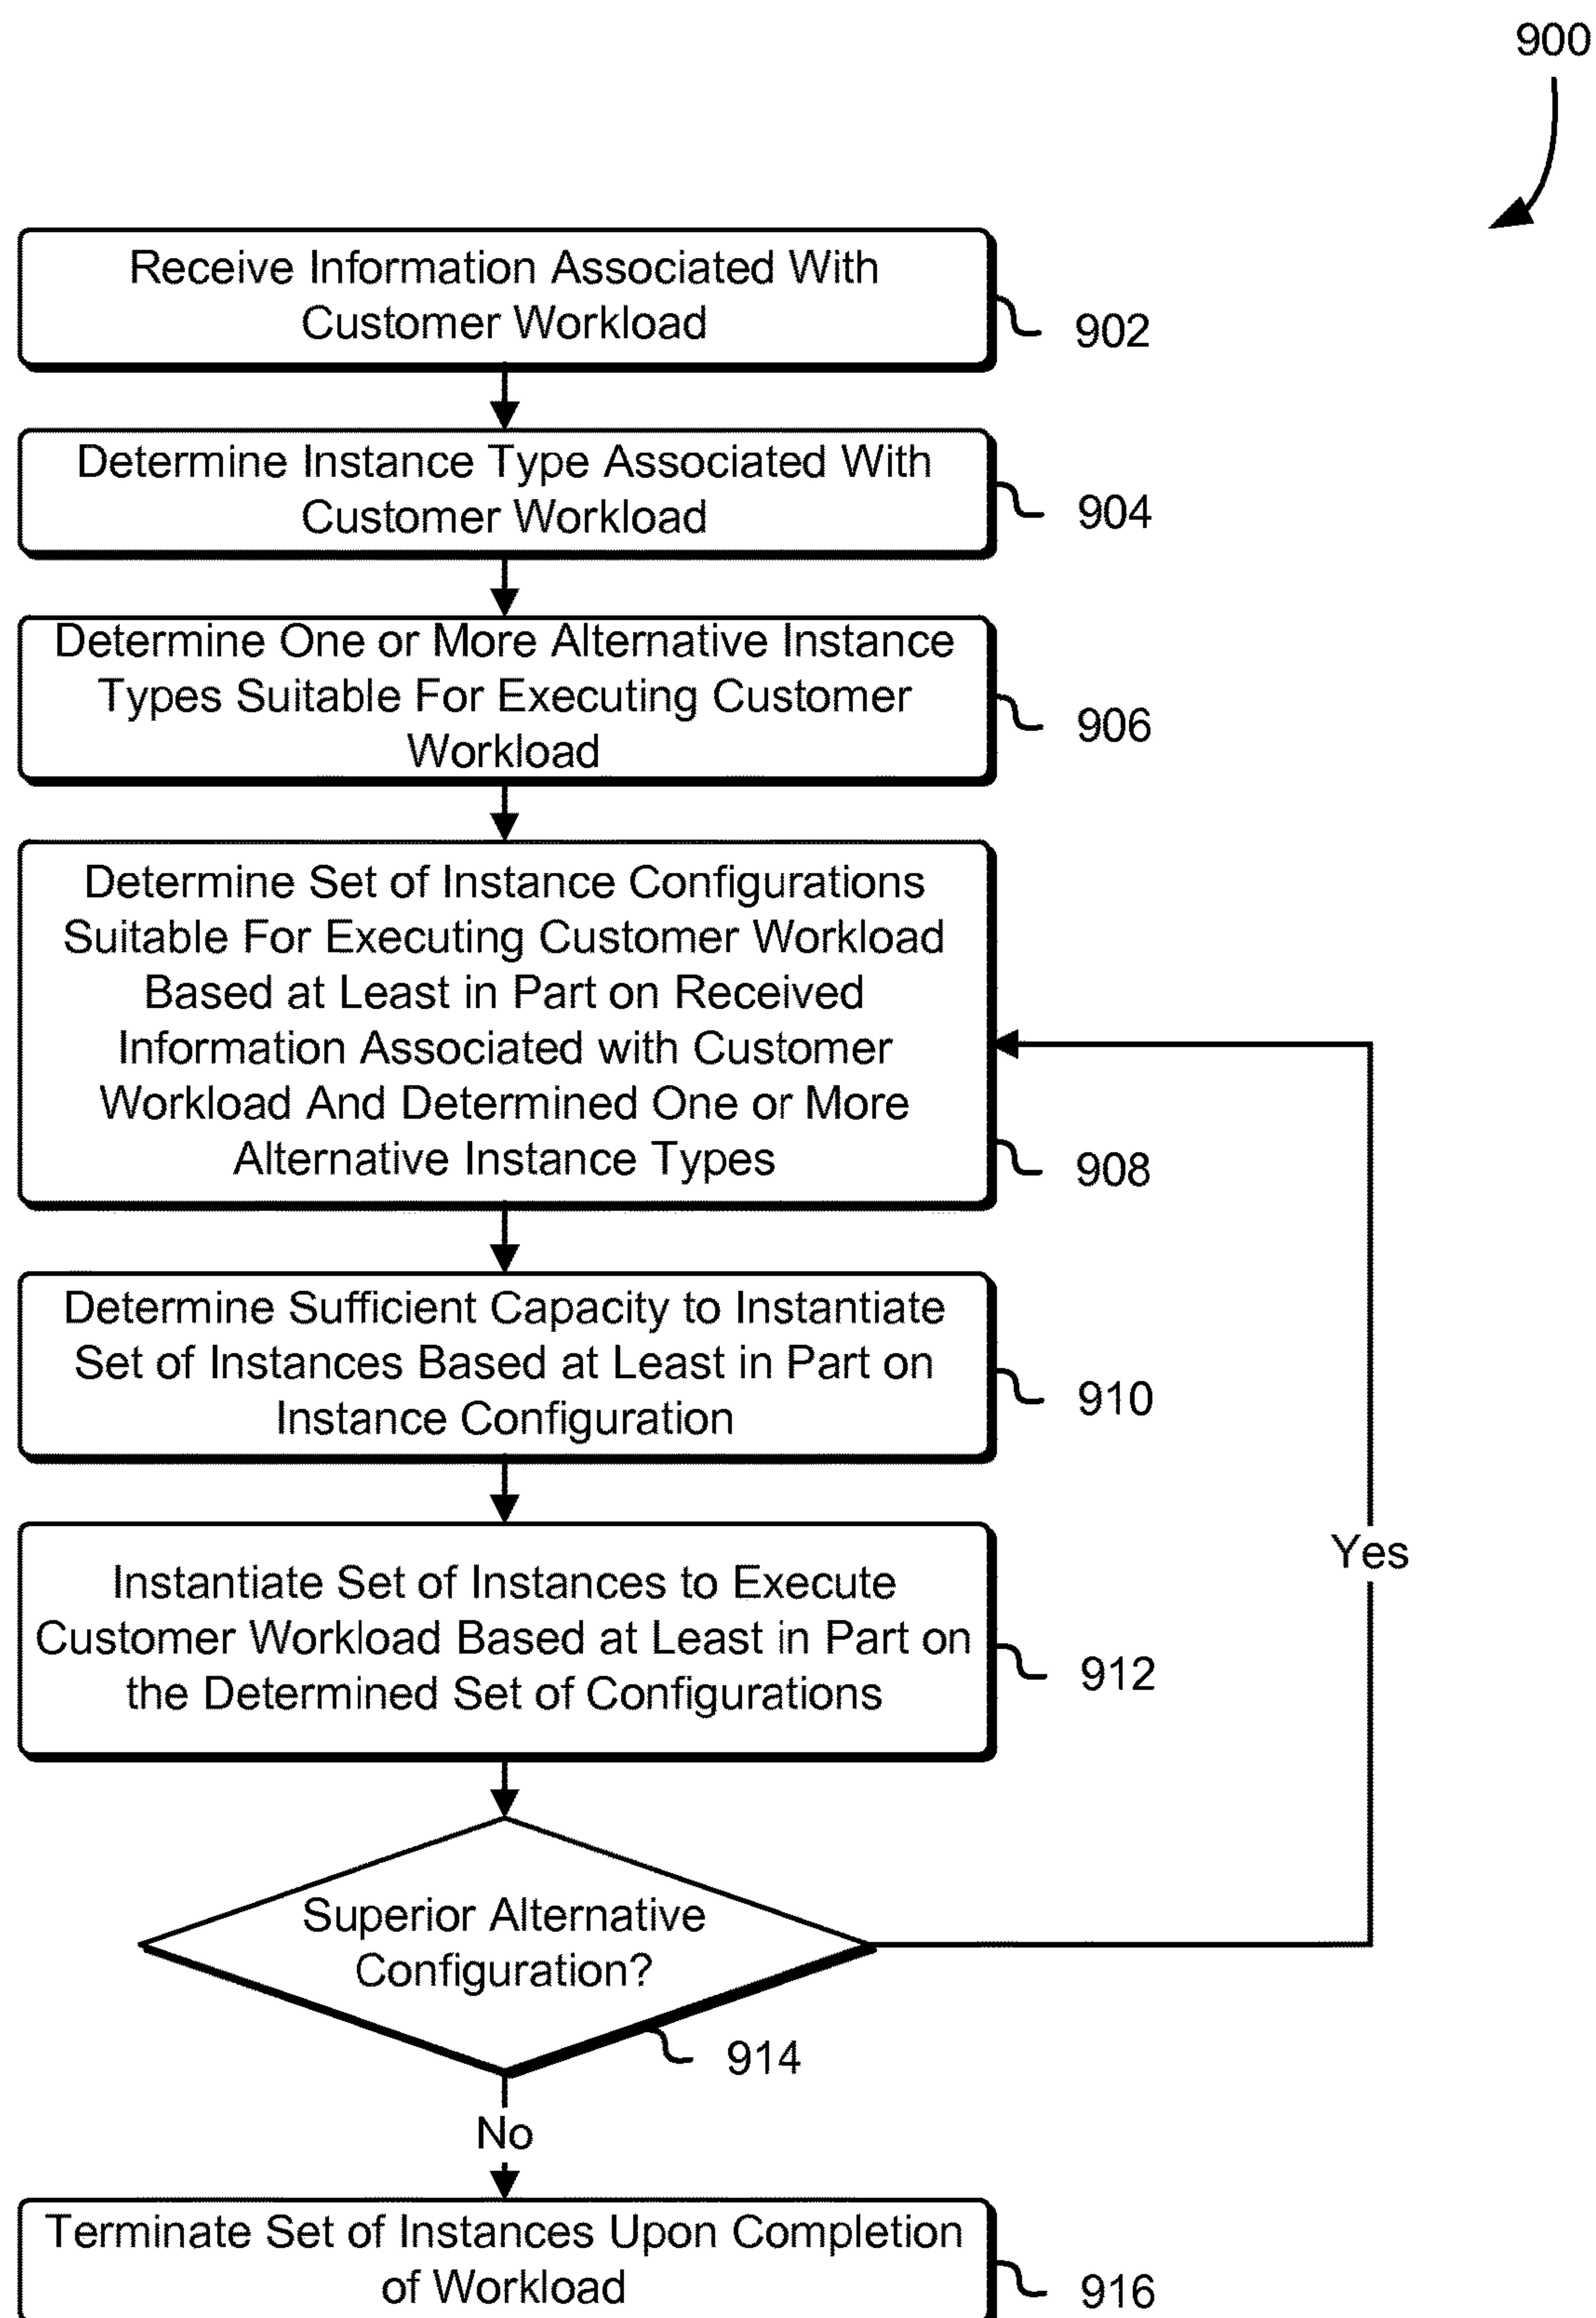 900
Receive Information Associated With
Customer Workload
902
Determine Instance Type Associated With
Customer Workload
904
Determine One or More Alternative Instance
Types Suitable For Executing Customer
Workload
906
Determine Set of Instance Configurations
Suitable For Executing Customer Workload
Based at Least in Part on Received
Information Associated with Customer
Workload And Determined One or More
Alternative Instance Types
908
Determine Sufficient Capacity to Instantiate
Set of Instances Based at Least in Part on
Instance Configuration
910
Instantiate Set of Instances to Execute
Customer Workload Based at Least in Part on
the Determined Set of Configurations
912
Yes
Superior Alternative
Configuration?
914
No
Terminate Set of Instances Upon Completion
of Workload
916